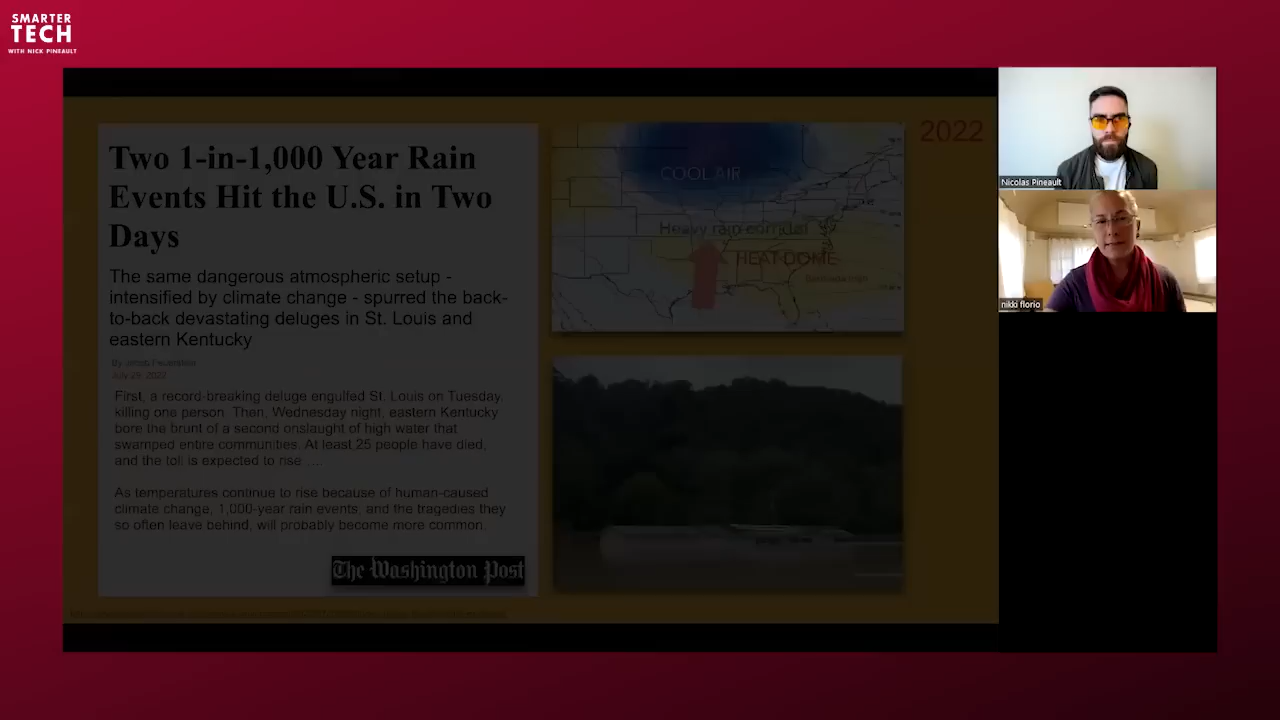 SMARTER
TECH
WITH NICK PINEAULT
Two 1-in-1,000 Year Rain
Events Hit the U.S. in Two
Days
The same dangerous atmospheric setup -
intensified by climate change - spurred the back-
to-back devastating deluges in St. Louis and
eastern Kentucky
July 29, 2022
First, a record-breaking deluge engulfed St. Louis on Tuesday,
killing one person. Then, Wednesday night, eastern Kentucky
bore the brunt of a second onslaught of high water that
swamped entire communities. At least 25 people have died,
and the toll is expected to rise ....
As temperatures continue to rise because of human-caused
climate change, 1,000-year rain events, and the tragedies they
so often leave behind, will probably become more common.
The Washington Post
COOL AIR
Heavy rain corridor
HEAT DOME
2022
Nicolas Pineault
nikki florio